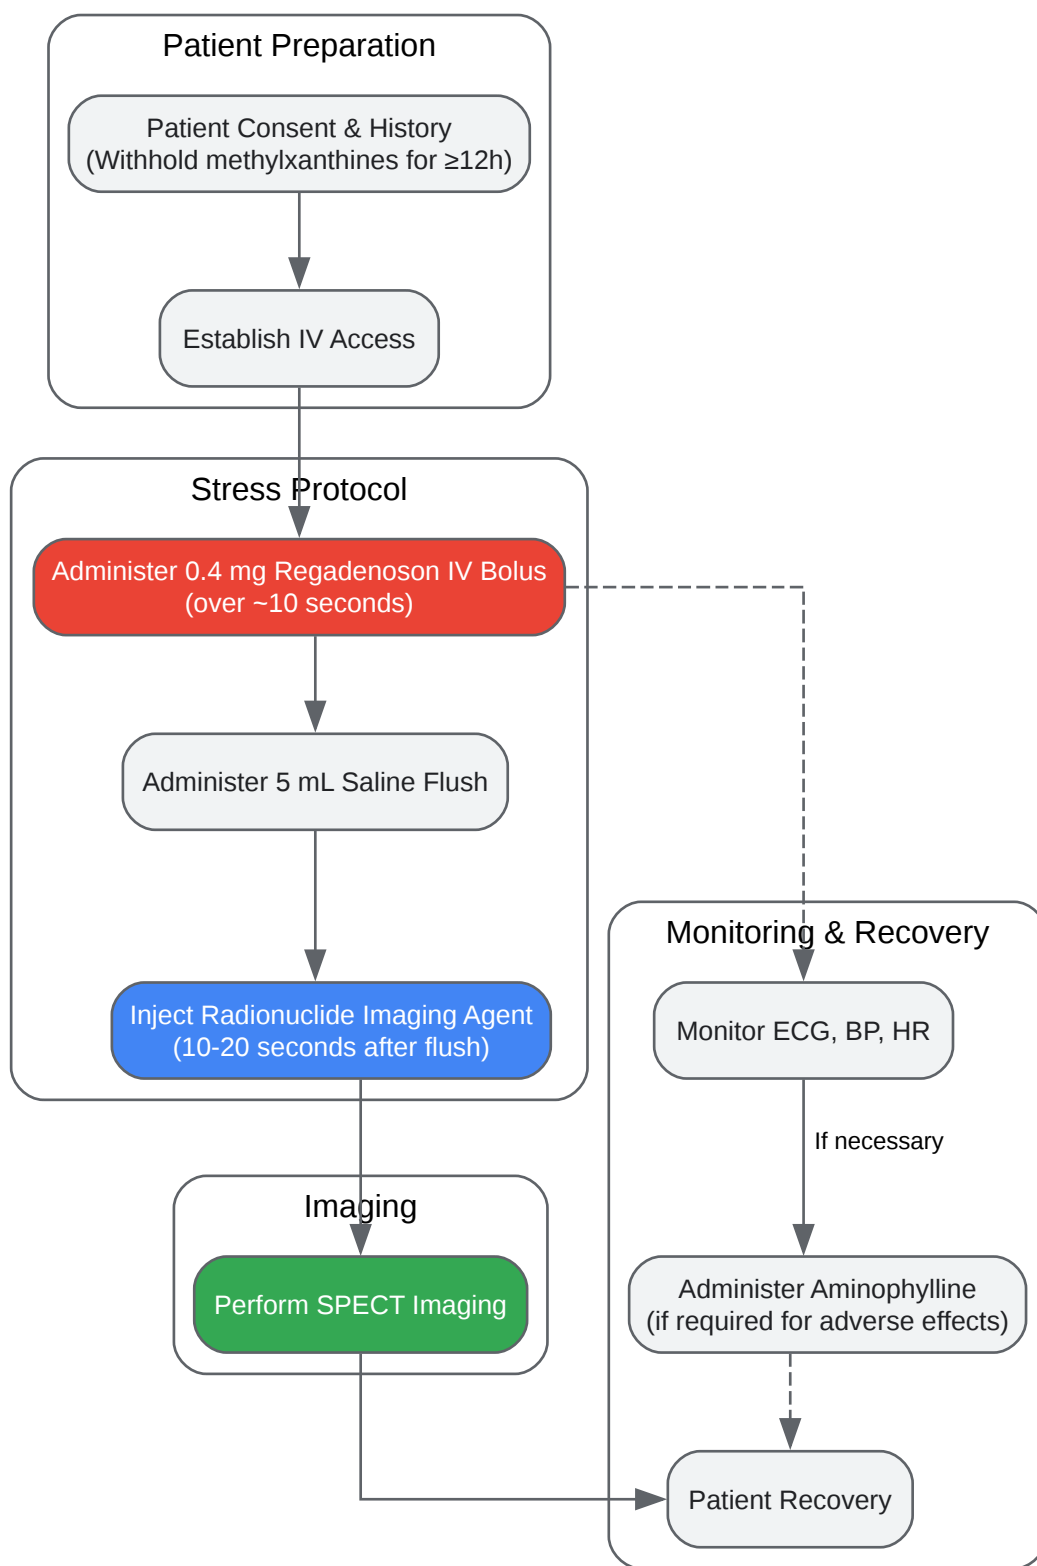 Patient Preparation
Patient Consent & History
(Withhold methylxanthines for ≥12h)
Establish IV Access
Stress Protocol
Administer 0.4 mg Regadenoson IV Bolus
(over ~10 seconds)
Administer 5 mL Saline Flush
Inject Radionuclide Imaging Agent
(10-20 seconds after flush)
Imaging
Perform SPECT Imaging
Monitoring & Recovery
Monitor ECG, BP, HR
If necessary
Administer Aminophylline
(if required for adverse effects)
Patient Recovery